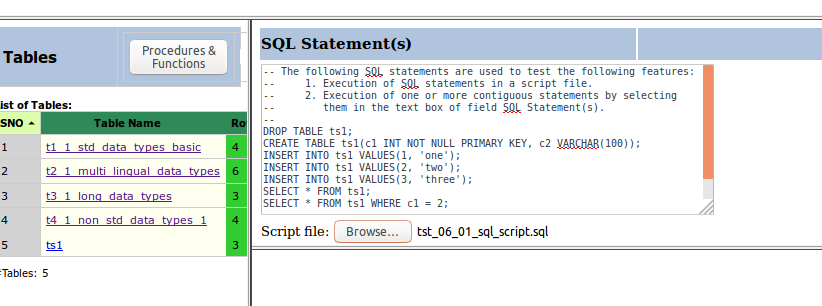 Tables
Procedures &
Functions
ist of Tables:
SNO Table Name Ro
1 t1_1_std_data_types_basic 4
2 t2_1_multi_lingual_data_types 6
3 t3_1_long_data_types 3
4 t4_1_non_std_data_types_1 4
5 ts1 3
Tables: 5
SQL Statement(s)
-- The following SQL statements are used to test the following features:
-- 1. Execution of SQL statements in a script file.
-- 2. Execution of one or more contiguous statements by selecting
-- them in the text box of field SQL Statement(s).
--
DROP TABLE ts1;
CREATE TABLE ts1(c1 INT NOT NULL PRIMARY KEY, c2 VARCHAR(100));
INSERT INTO ts1 VALUES(1, 'one');
INSERT INTO ts1 VALUES(2, 'two');
INSERT INTO ts1 VALUES(3, 'three');
SELECT * FROM ts1;
SELECT * FROM ts1 WHERE c1 = 2;
Script file: Browse... tst_06_01_sql_script.sql